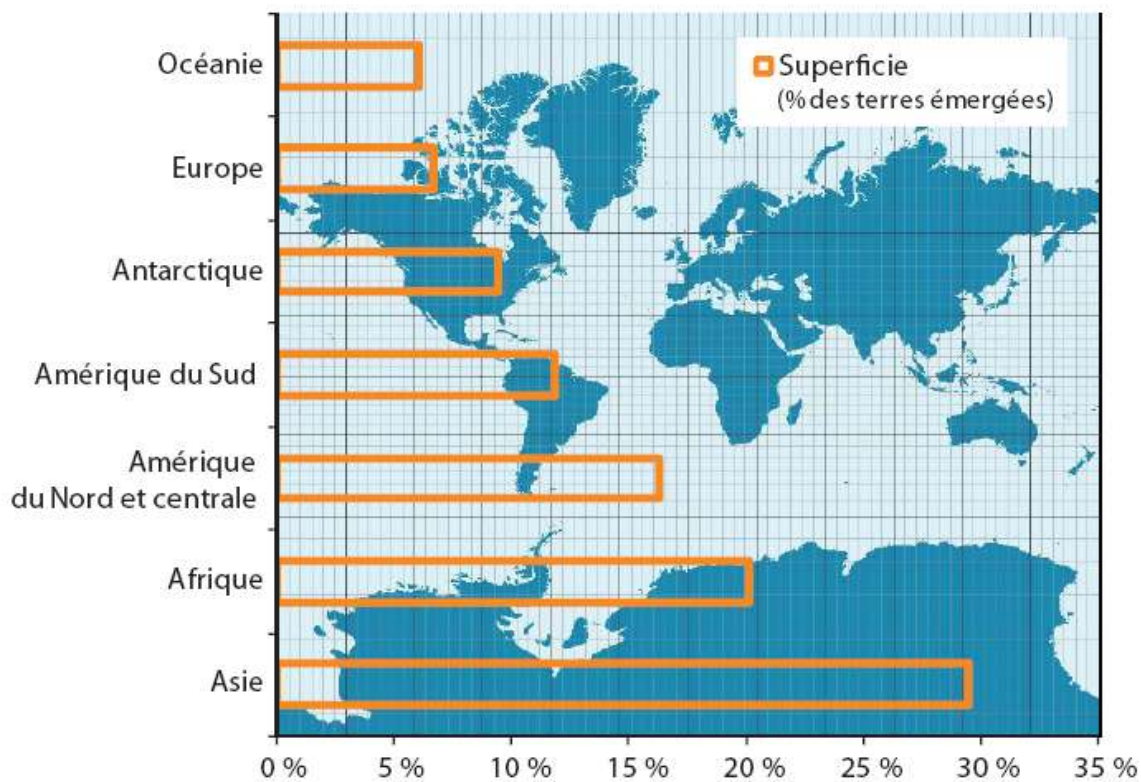 Océanie
Superficie
(% des terres émergées)
Europe
Antarctique
Amérique du Sud
Amérique
du Nord et centrale
Afrique
Asie
0 % 5 % 10 % 15 % 20 % 25 % 30 % 35 %